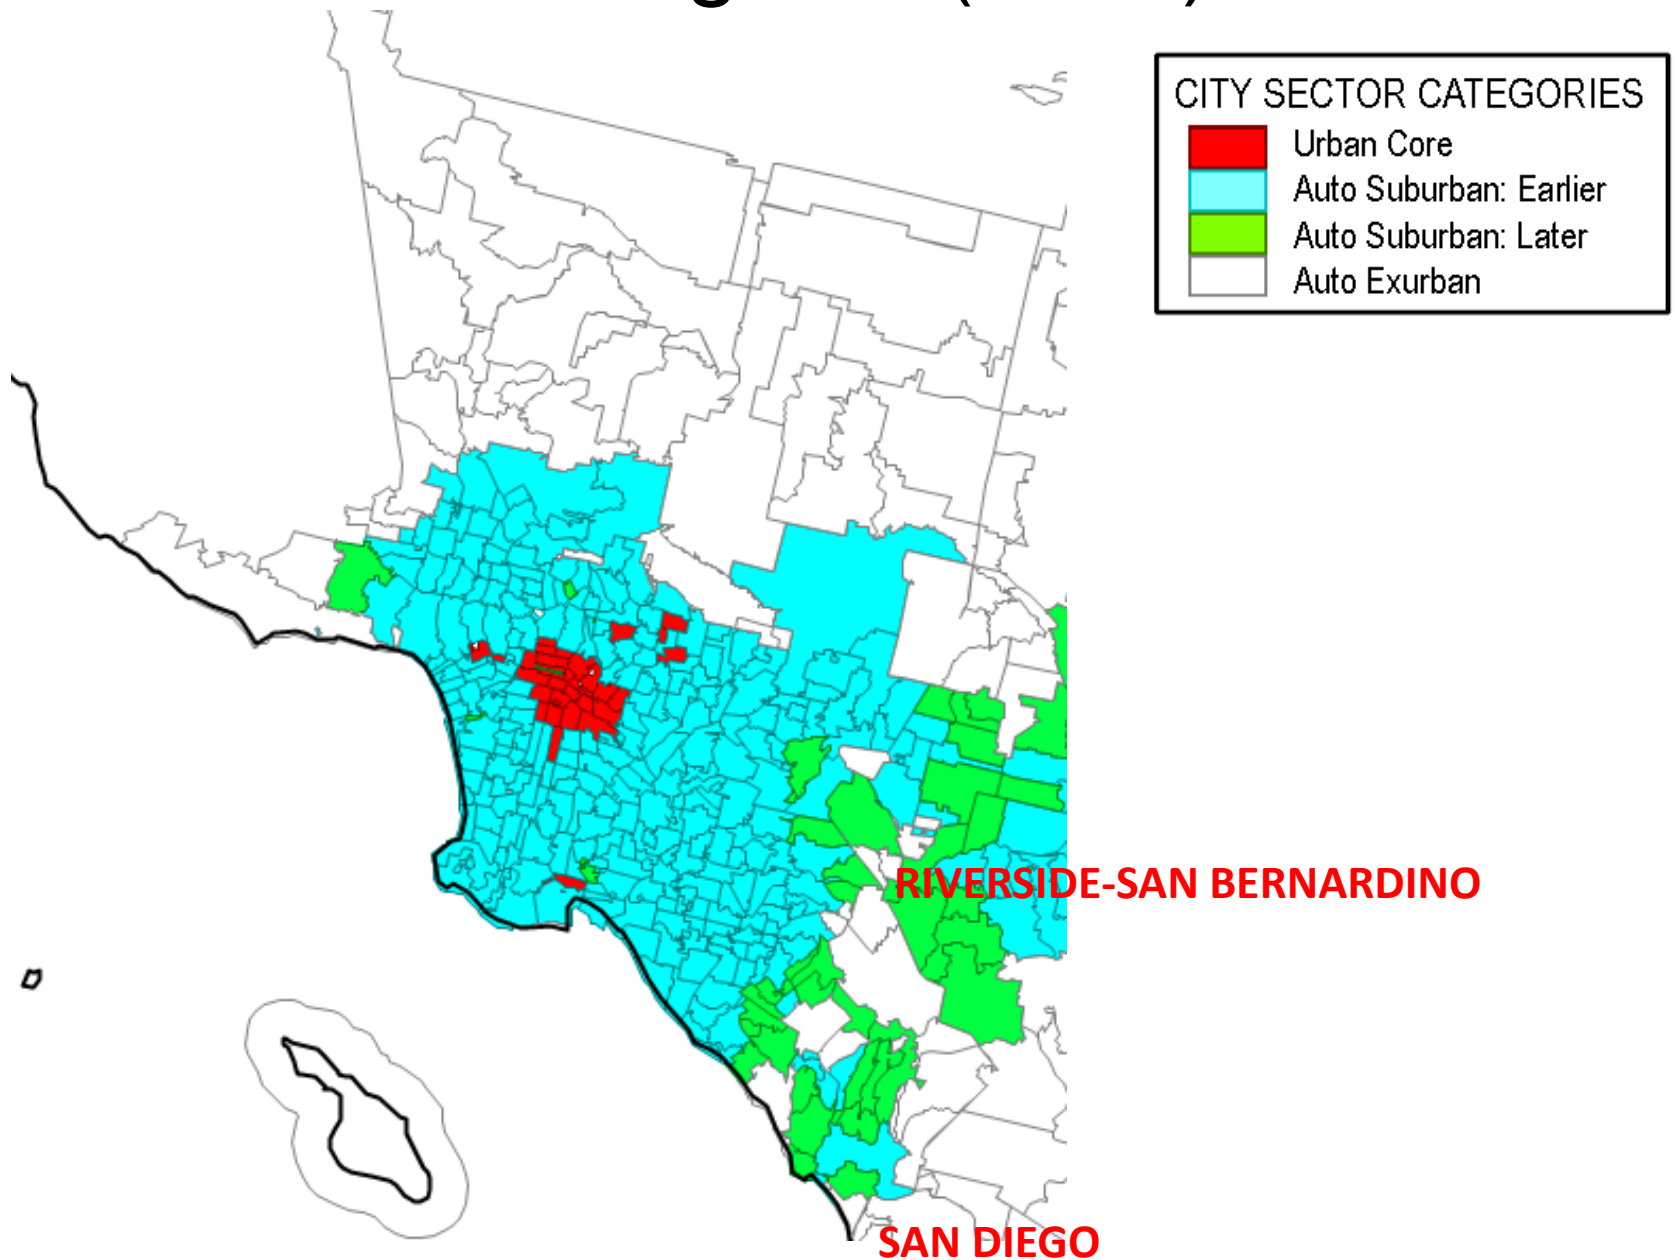 CITY SECTOR CATEGORIES
Urban Core
Auto Suburban: Earlier
Auto Suburban: Later
Auto Exurban
RIVERSIDE-SAN BERNARDINO
SAN DIEGO